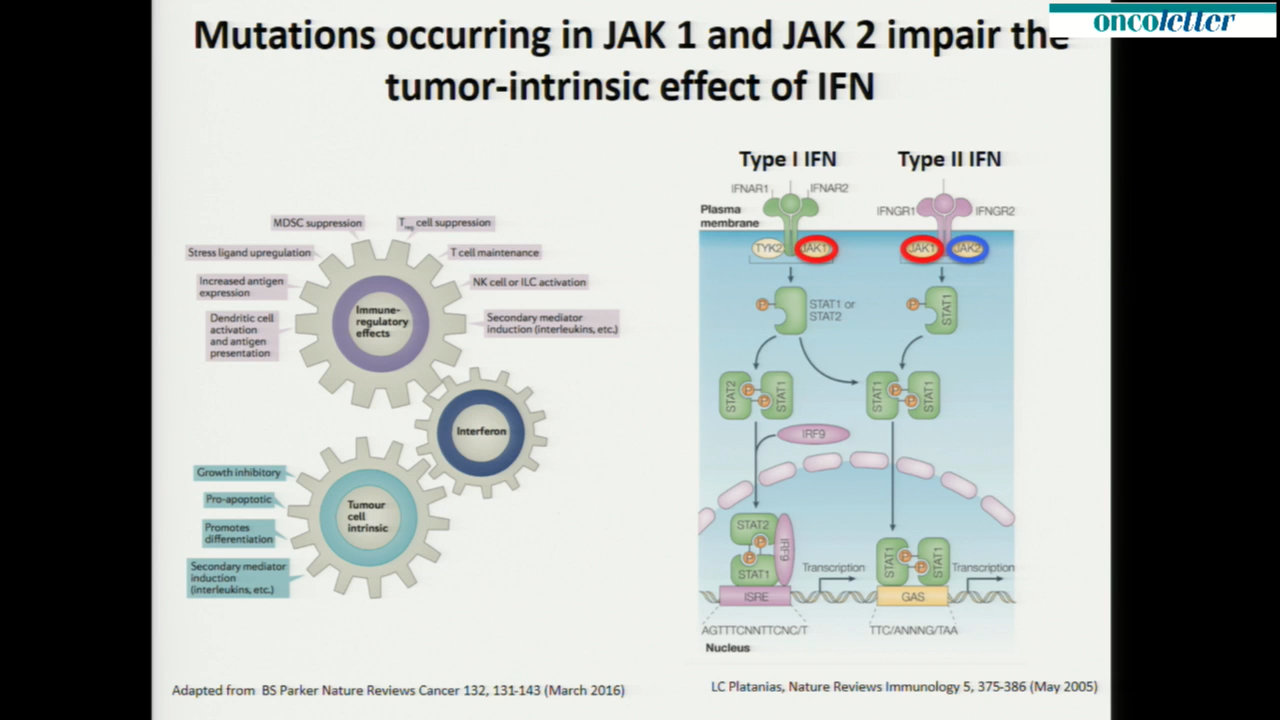 oncoletter
Mutations occurring in JAK 1 and JAK 2 impair the
tumor-intrinsic effect of IFN
MDSC suppression
Treg cell suppression
Stress ligand upregulation
T cell maintenance
Increased antigen
expression
NK cell or ILC activation
Dendritic cell
activation
and antigen
presentation
Secondary mediator
induction (interleukins, etc.)
Immune-
regulatory
effects
Interferon
Growth inhibitory
Pro-apoptotic
Promotes
differentiation
Secondary mediator
induction
(interleukins, etc.)
Tumour
cell
intrinsic
Adapted from BS Parker Nature Reviews Cancer 132, 131-143 (March 2016)
Type I IFN
Type II IFN
IFNAR1
IFNAR2
IFNGR1
IFNGR2
Plasma
membrane
TYK2
JAK1
JAK1
JAK2
P
STAT1 or
STAT2
P
STAT1
STAT2
P
P
STAT1
STAT1
P
P
STAT1
IRF9
STAT2
P
P
STAT1
IRF9
Transcription
STAT1
P
P
STAT1
Transcription
ISRE
GAS
AGTTTCNNTTCNC/T
TTC/ANNNG/TAA
Nucleus
LC Platanias, Nature Reviews Immunology 5, 375-386 (May 2005)